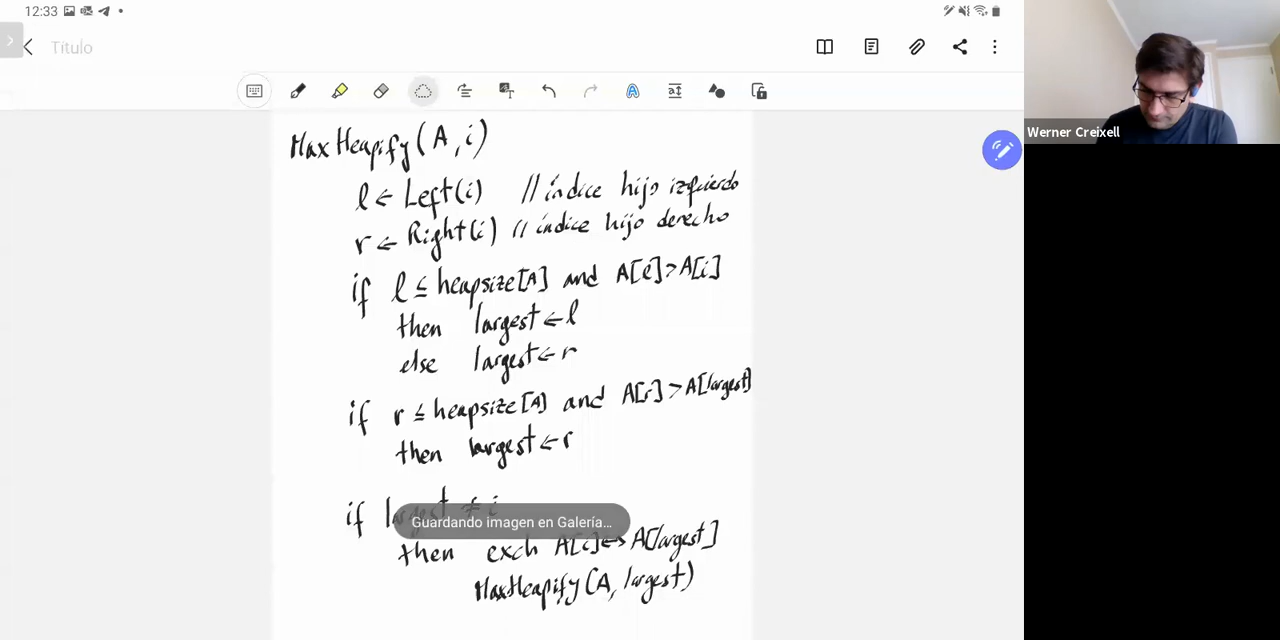 12:33
Título
Werner Creixell
MaxHeapify(A,i)
l ← Left(i) // índice hijo izquierdo
r ← Right(i) // índice hijo derecho
if l ≤ heapsize[A] and A[l]>A[i]
then largest ← l
else largest ← r
if r ≤ heapsize[A] and A[r]>A[largest]
then largest ← r
if largest ≠ i
Guardando imagen en Galería...
then exch A[i] ↔ A[largest]
MaxHeapify(A, largest)